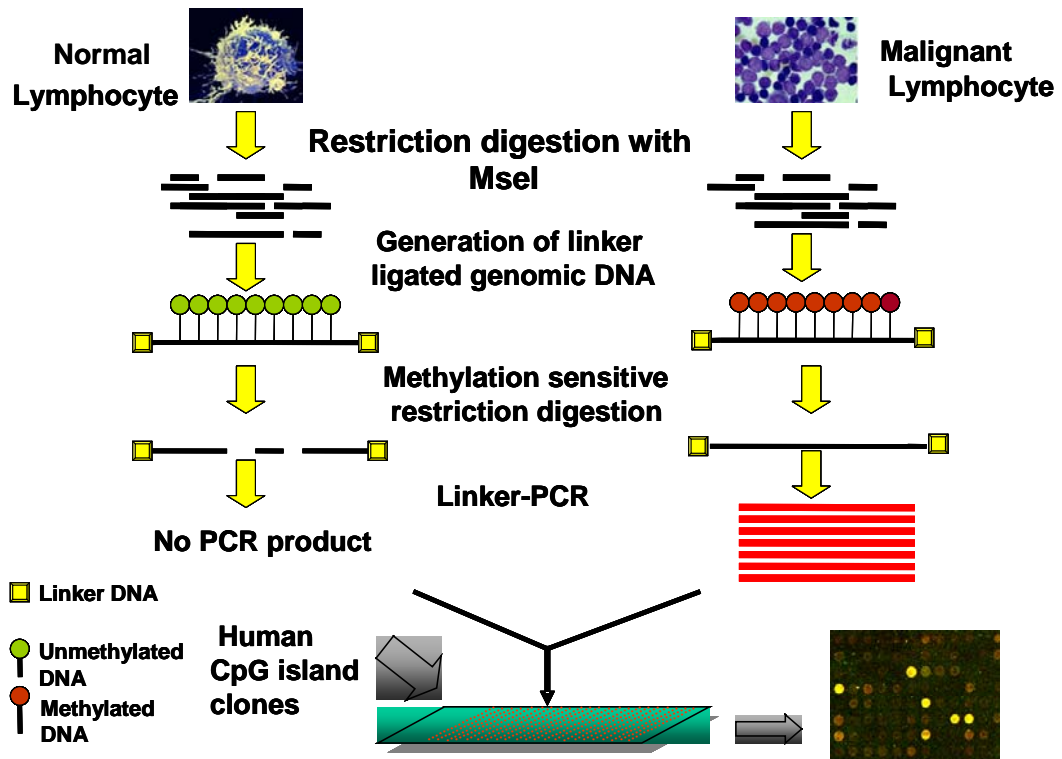 Normal
Lymphocyte
Malignant
Lymphocyte
Restriction digestion with
MseI
Generation of linker
ligated genomic DNA
Methylation sensitive
restriction digestion
Linker-PCR
No PCR product
Linker DNA
Unmethylated
DNA
Methylated
DNA
Human
CpG island
clones